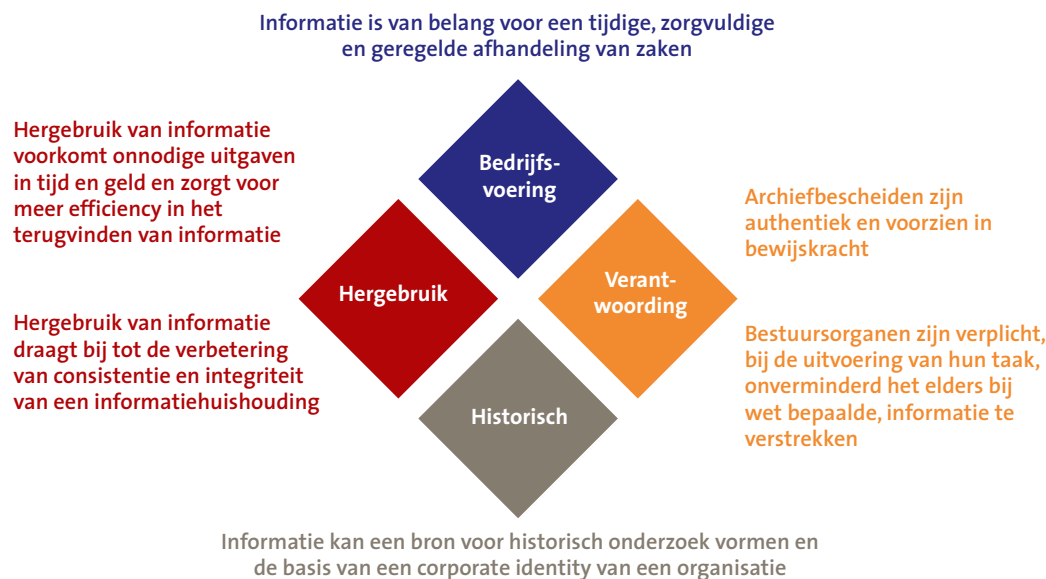 Informatie is van belang voor een tijdige, zorgvuldige
en geregelde afhandeling van zaken
Hergebruik van informatie
voorkomt onnodige uitgaven
in tijd en geld en zorgt voor
meer efficiency in het
terugvinden van informatie
Bedrijfs-
voering
Archiefbescheiden zijn
authentiek en voorzien in
bewijskracht
Hergebruik
Verant-
woording
Hergebruik van informatie
draagt bij tot de verbetering
van consistentie en integriteit
van een informatiehuishouding
Bestuursorganen zijn verplicht,
bij de uitvoering van hun taak,
onverminderd het elders bij
wet bepaalde, informatie te
verstrekken
Historisch
Informatie kan een bron voor historisch onderzoek vormen en
de basis van een corporate identity van een organisatie